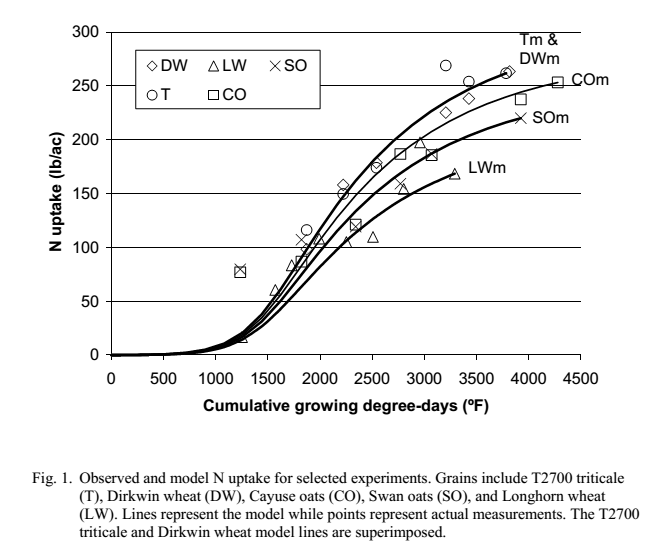 300
250
200
150
100
50
0
N uptake (lb/ac)
DW LW SO
T CO
Tm &
DWm
COm
SOm
LWm
0 500 1000 1500 2000 2500 3000 3500 4000 4500
Cumulative growing degree-days (ºF)
Fig. 1. Observed and model N uptake for selected experiments. Grains include T2700 triticale
(T), Dirkwin wheat (DW), Cayuse oats (CO), Swan oats (SO), and Longhorn wheat
(LW). Lines represent the model while points represent actual measurements. The T2700
triticale and Dirkwin wheat model lines are superimposed.